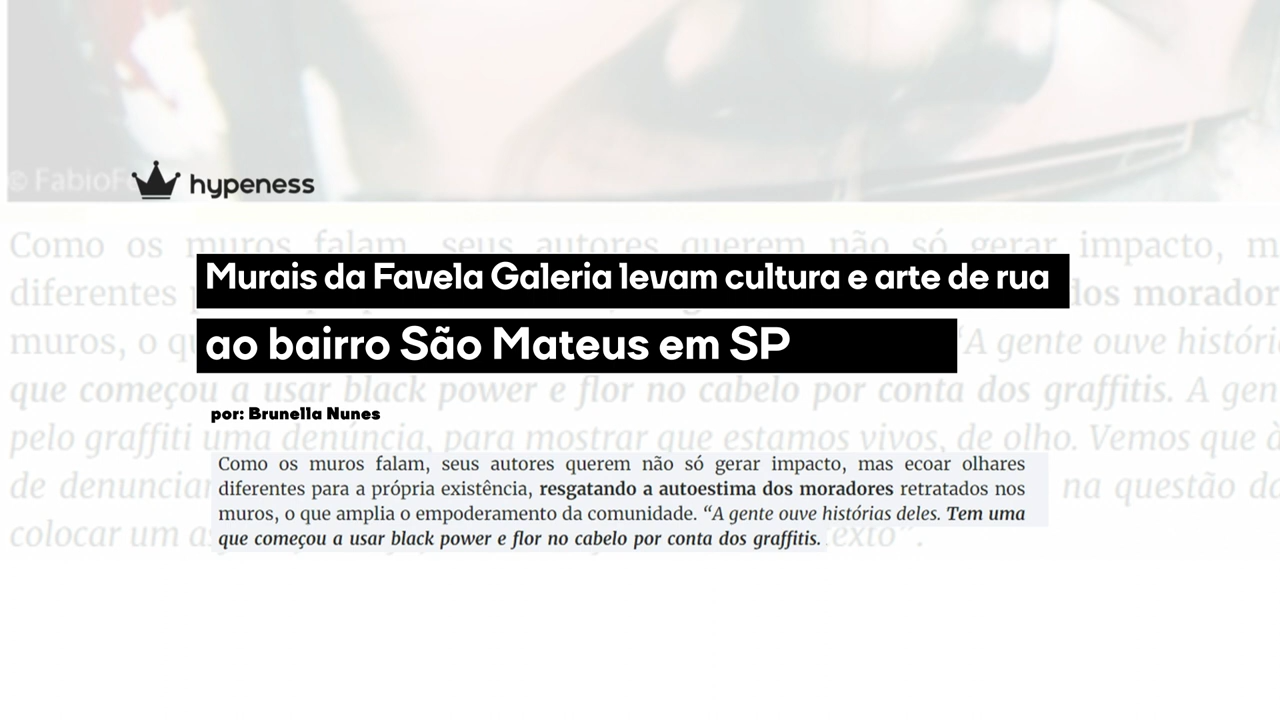 © FabioF
hypeness
Como os muros falam, seus autores querem não só gerar impacto, m
diferentes
dos morador
muros, o qu
“A gente ouve históri
que começou a usar black power e flor no cabelo por conta dos graffitis. A gen
pelo graffiti uma denúncia, para mostrar que estamos vivos, de olho. Vemos que à
de denunciar
na questão da
colocar um as
texto”.
Murais da Favela Galeria levam cultura e arte de rua
ao bairro São Mateus em SP
por: Brunella Nunes
Como os muros falam, seus autores querem não só gerar impacto, mas ecoar olhares
diferentes para a própria existência, resgatando a autoestima dos moradores retratados nos
muros, o que amplia o empoderamento da comunidade. “A gente ouve histórias deles. Tem uma
que começou a usar black power e flor no cabelo por conta dos graffitis.